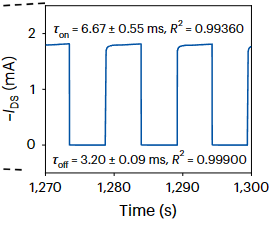 τon = 6.67 ± 0.55 ms, R² = 0.99360
2
1
0
−IDS (mA)
τoff = 3.20 ± 0.09 ms, R² = 0.99900
1,270 1,280 1,290 1,300
Time (s)